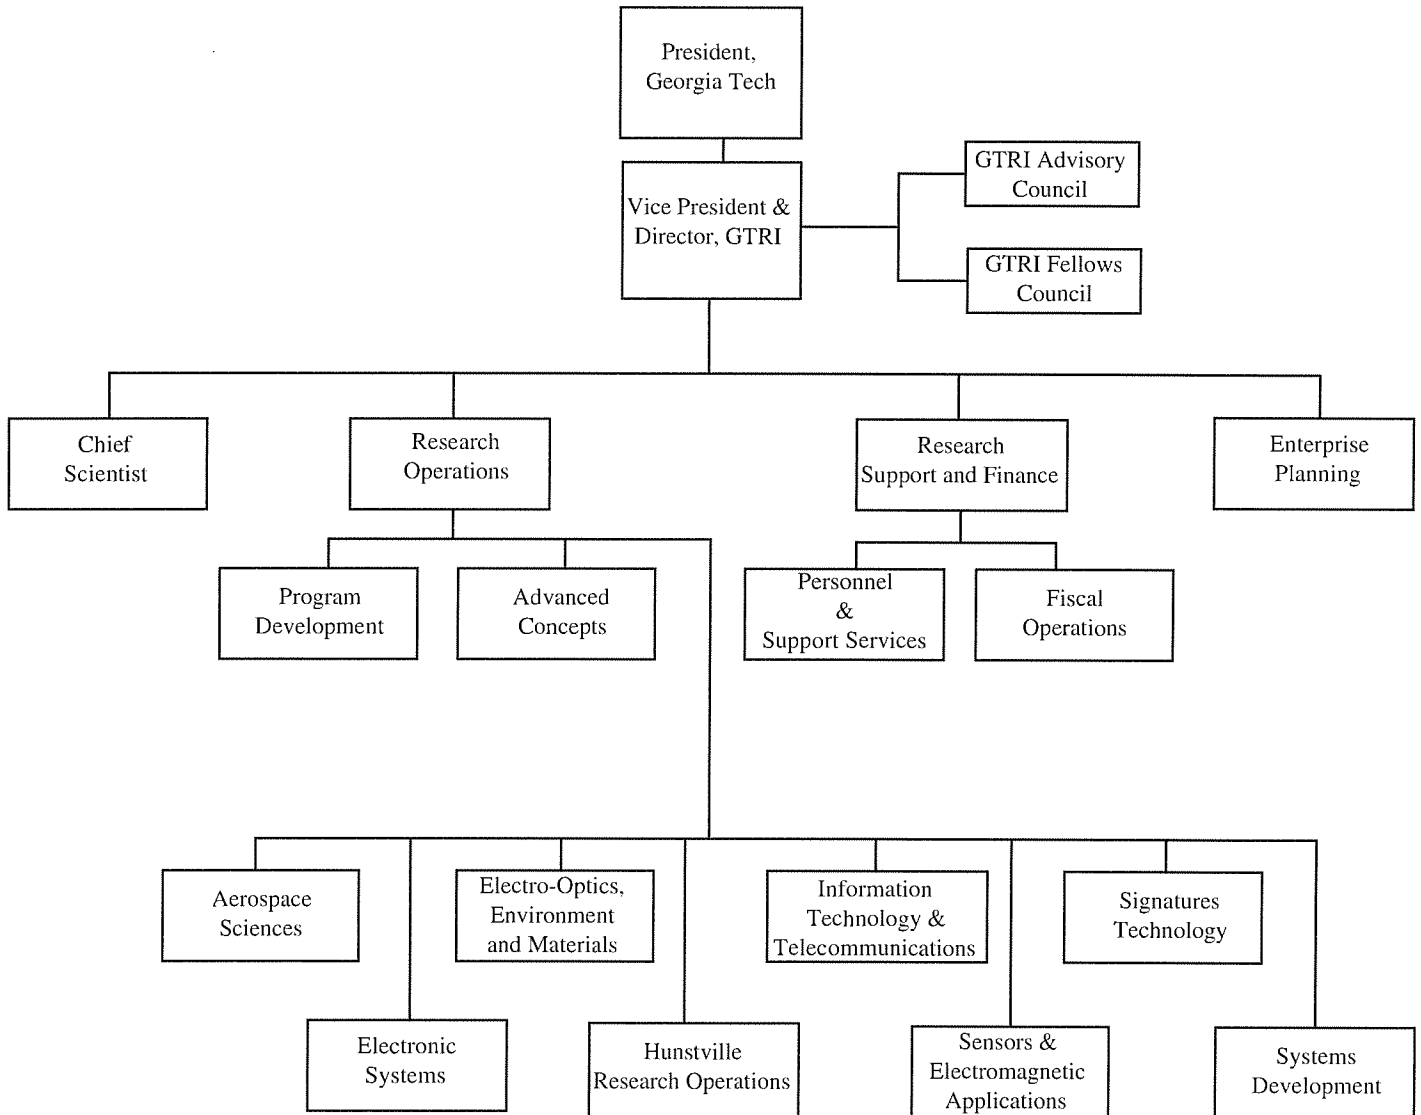 President,
Georgia Tech
Vice President &
Director, GTRI
GTRI Advisory
Council
GTRI Fellows
Council
Chief
Scientist
Research
Operations
Research
Support and Finance
Enterprise
Planning
Program
Development
Advanced
Concepts
Personnel
&
Support Services
Fiscal
Operations
Aerospace
Sciences
Electro-Optics,
Environment
and Materials
Information
Technology &
Telecommunications
Signatures
Technology
Electronic
Systems
Hunstville
Research Operations
Sensors &
Electromagnetic
Applications
Systems
Development